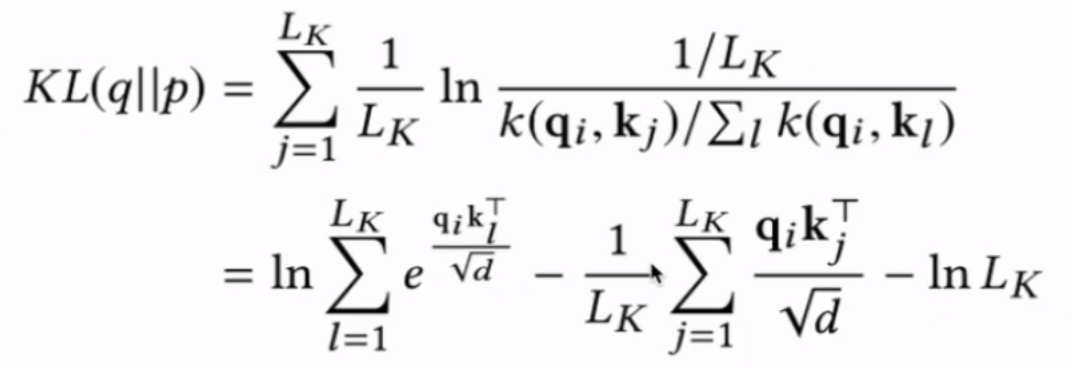 $KL(q||p) = \sum_{j=1}^{L_K} \frac{1}{L_K} \ln \frac{1/L_K}{k(\mathbf{q}_i, \mathbf{k}_j)/\sum_l k(\mathbf{q}_i, \mathbf{k}_l)}$
$= \ln \sum_{l=1}^{L_K} e^{\frac{\mathbf{q}_i \mathbf{k}_l^\top}{\sqrt{d}}} - \frac{1}{L_K} \sum_{j=1}^{L_K} \frac{\mathbf{q}_i \mathbf{k}_j^\top}{\sqrt{d}} - \ln L_K$